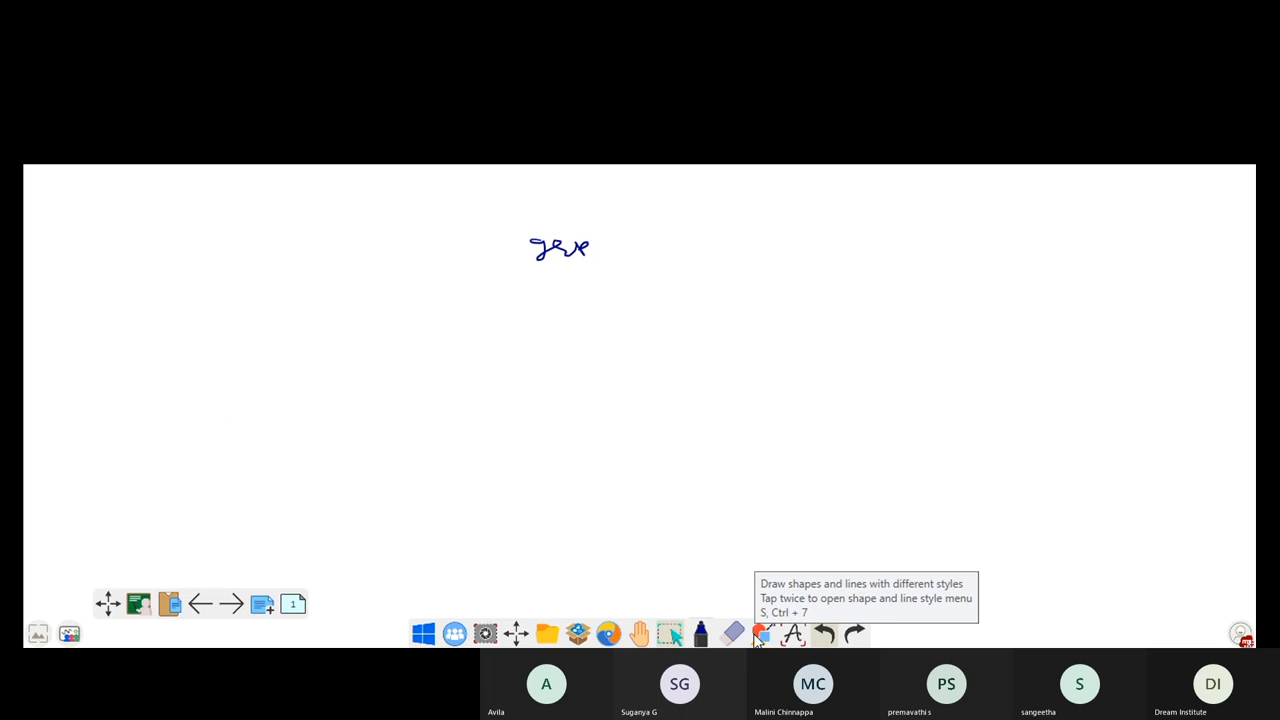 Draw shapes and lines with different styles
Tap twice to open shape and line style menu
S, Ctrl + 7
1
A SG MC PS S DI
Avila Suganya G Malini Chinnappa premavathi s sangeetha Dream Institute